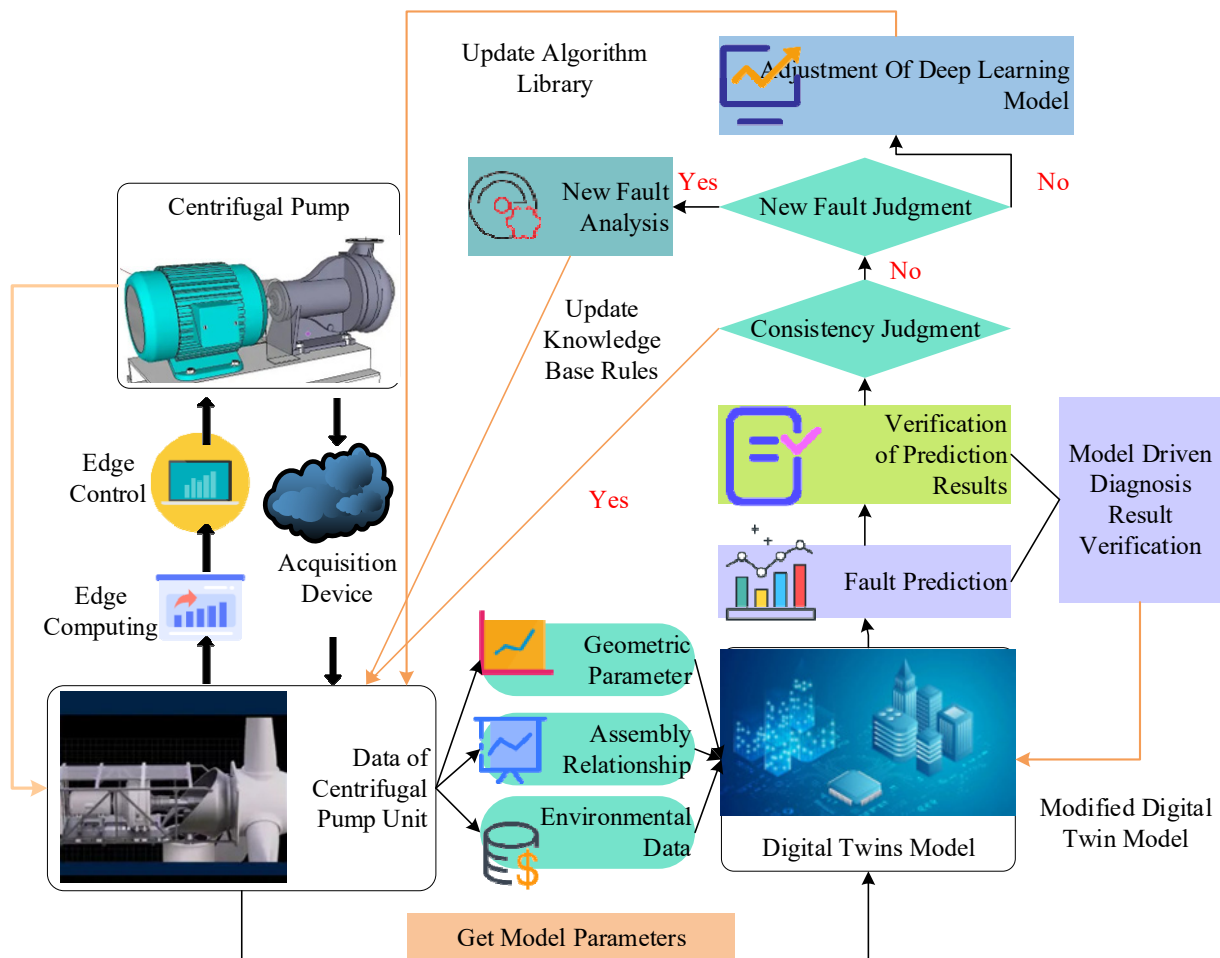 Update Algorithm
Library
Adjustment Of Deep Learning
Model
New Fault
Analysis
Yes
New Fault Judgment
No
No
Centrifugal Pump
Update
Knowledge
Base Rules
Consistency Judgment
Verification
of Prediction
Results
Model Driven
Diagnosis
Result
Verification
Edge
Control
Yes
Acquisition
Device
Fault Prediction
Edge
Computing
Geometric
Parameter
Assembly
Relationship
Environmental
Data
Data of
Centrifugal
Pump Unit
Digital Twins Model
Modified Digital
Twin Model
Get Model Parameters